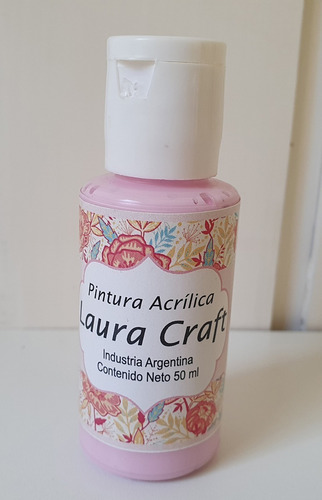 Pintura Acrílica
Laura Craft
Industria Argentina
Contenido Neto 50 ml